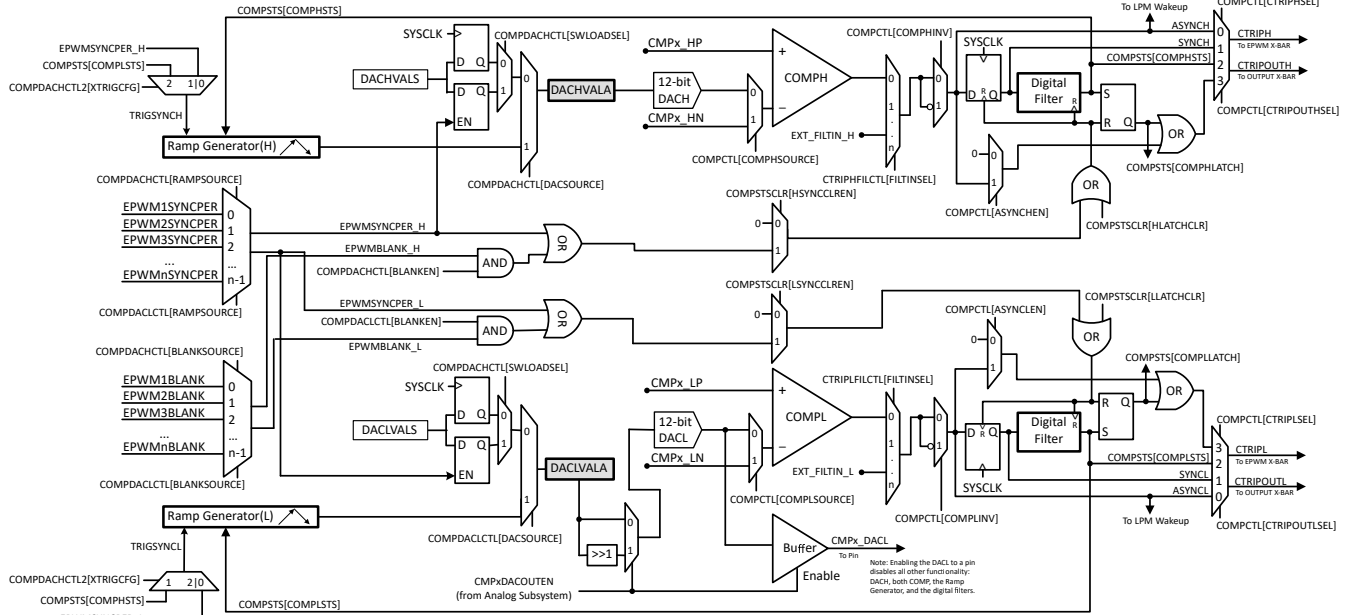 COMPSTS[COMPHSTS]
To LPM Wakeup
COMPCTL[CTRIPHSEL]
EPWMSYNCPER_H
COMPSTS[COMPLSTS]
COMPDACHCTL2[XTRIGCFG]
2 1|0
TRIGSYNCH
Ramp Generator(H)
SYSCLK
COMPDACHCTL[SWLOADSEL]
DACHVALS
D Q
D Q
EN
0
1
0
1
COMPDACHCTL[DACSOURCE]
DACHVALA
CMPx_HP
12-bit
DACH
CMPx_HN
0
1
COMPCTL[COMPHSOURCE]
+
COMPH
−
COMPCTL[COMPHINV]
0
1
.
.
n
EXT_FILTIN_H
CTRIPHFILCTL[FILTINSEL]
0
1
SYSCLK
D R Q
Digital
Filter
R
S
R Q
OR
ASYNCH
SYNCH
COMPSTS[COMPHSTS]
0
1
2
3
CTRIPH
To EPWM X-BAR
CTRIPOUTH
To OUTPUT X-BAR
COMPCTL[CTRIPOUTHSEL]
0
0
1
COMPCTL[ASYNCHEN]
COMPSTS[COMPHLATCH]
OR
COMPSTSCLR[HLATCHCLR]
COMPDACHCTL[RAMPSOURCE]
EPWM1SYNCPER
EPWM2SYNCPER
EPWM3SYNCPER
...
EPWMnSYNCPER
0
1
2
...
n-1
COMPDACLCTL[RAMPSOURCE]
EPWMSYNCPER_H
EPWMBLANK_H
COMPDACHCTL[BLANKEN]
AND
OR
COMPSTSCLR[HSYNCCLREN]
0
0
1
EPWMSYNCPER_L
COMPDACLCTL[BLANKEN]
EPWMBLANK_L
AND
OR
COMPSTSCLR[LSYNCCLREN]
0
0
1
COMPDACHCTL[BLANKSOURCE]
EPWM1BLANK
EPWM2BLANK
EPWM3BLANK
...
EPWMnBLANK
0
1
2
...
n-1
COMPDACLCTL[BLANKSOURCE]
COMPDACHCTL[SWLOADSEL]
SYSCLK
DACLVALS
D Q
D Q
EN
0
1
0
1
COMPDACLCTL[DACSOURCE]
DACLVALA
>>1
0
1
CMPx_LP
12-bit
DACL
CMPx_LN
0
1
COMPCTL[COMPLSOURCE]
+
COMPL
−
CTRIPLFILCTL[FILTINSEL]
0
1
.
.
n
EXT_FILTIN_L
0
1
COMPCTL[COMPLINV]
COMPCTL[ASYNCLEN]
0
0
1
COMPSTSCLR[LLATCHCLR]
OR
COMPSTS[COMPLLATCH]
D R Q
SYSCLK
Digital
Filter
R
R Q
S
OR
COMPCTL[CTRIPLSEL]
COMPSTS[COMPLSTS]
SYNCL
ASYNCL
3
2
1
0
CTRIPL
To EPWM X-BAR
CTRIPOUTL
To OUTPUT X-BAR
COMPCTL[CTRIPOUTLSEL]
To LPM Wakeup
Buffer
CMPx_DACL
To Pin
Enable
Note: Enabling the DACL to a pin
disables all other functionality:
DACH, both COMP, the Ramp
Generator, and the digital filters.
CMPxDACOUTEN
(from Analog Subsystem)
Ramp Generator(L)
TRIGSYNCL
COMPDACHCTL2[XTRIGCFG]
1 2|0
COMPSTS[COMPHSTS]
COMPSTS[COMPLSTS]